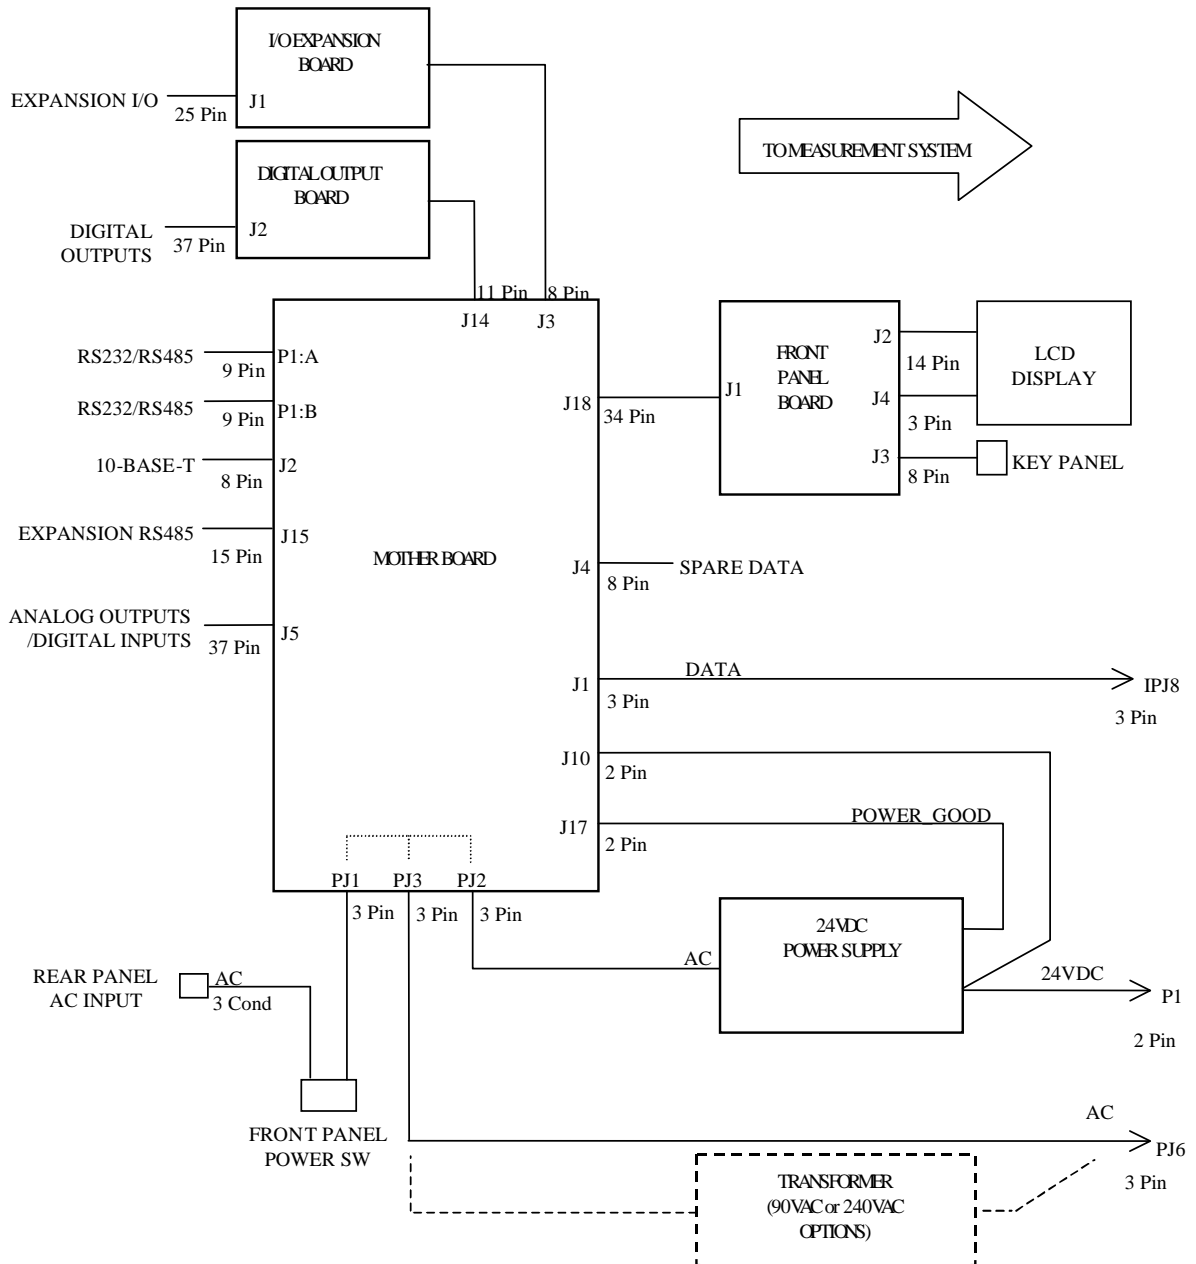 I/O EXPANSION
BOARD
EXPANSION I/O
J1
25 Pin
TO MEASUREMENT SYSTEM
DIGITAL OUTPUT
BOARD
DIGITAL
OUTPUTS
J2
37 Pin
11 Pin
8 Pin
J14
J3
RS232/RS485
9 Pin
P1:A
RS232/RS485
9 Pin
P1:B
10-BASE-T
8 Pin
J2
EXPANSION RS485
15 Pin
J15
ANALOG OUTPUTS
/DIGITAL INPUTS
37 Pin
J5
MOTHER BOARD
J18
34 Pin
J1
FRONT
PANEL
BOARD
J2
14 Pin
J4
3 Pin
J3
8 Pin
LCD
DISPLAY
KEY PANEL
J4
8 Pin
SPARE DATA
J1
3 Pin
DATA
IPJ8
3 Pin
J10
2 Pin
J17
2 Pin
POWER_GOOD
PJ1
PJ3
PJ2
3 Pin
3 Pin
3 Pin
24VDC
POWER SUPPLY
AC
24VDC
P1
2 Pin
REAR PANEL
AC INPUT
AC
3 Cond
FRONT PANEL
POWER SW
AC
PJ6
3 Pin
TRANSFORMER
(90VAC or 240VAC
OPTIONS)